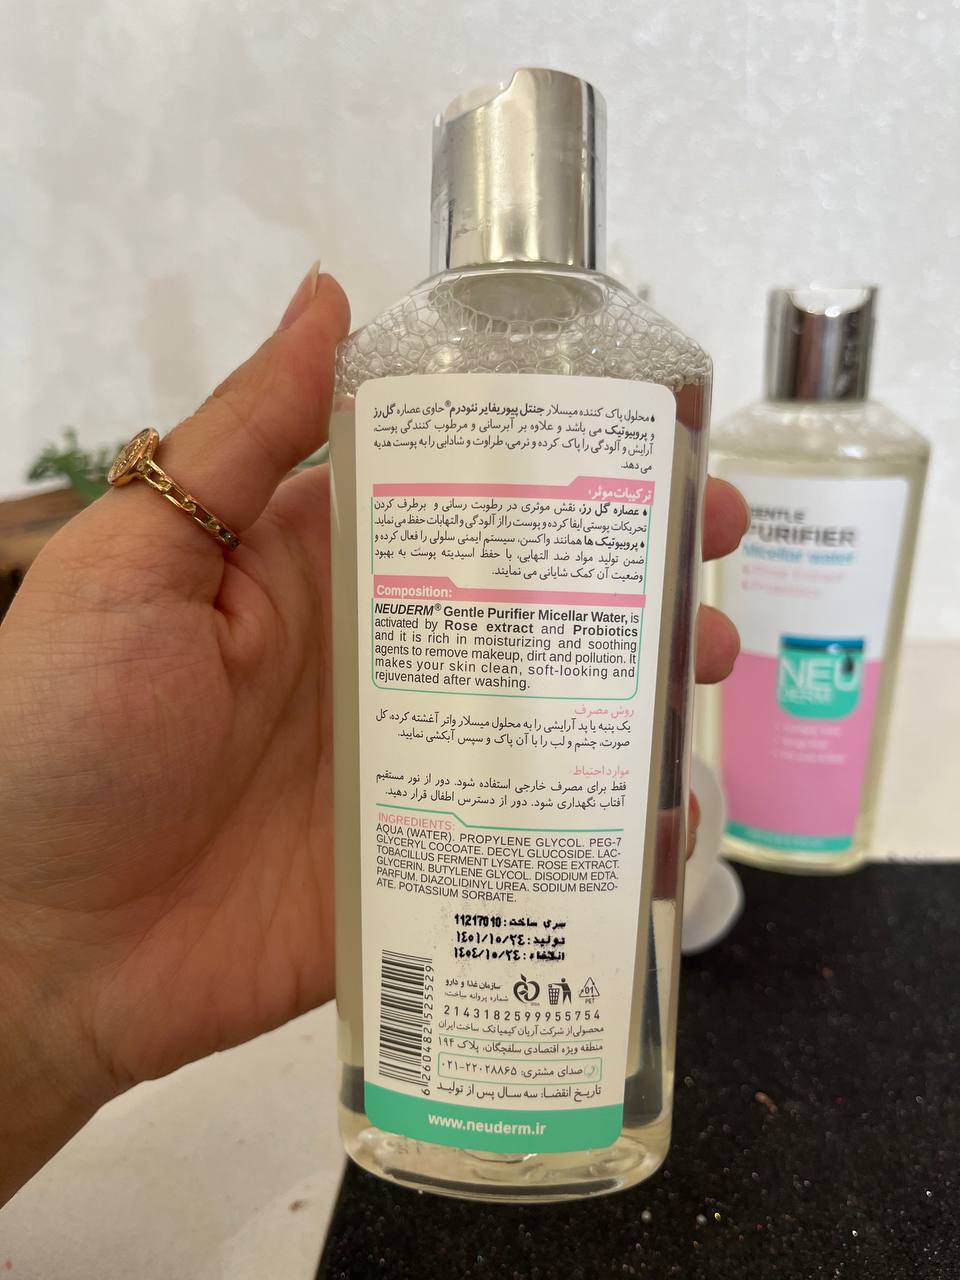 محلول پاک کننده میسلار جنتل پیوریفایر نئودرم® حاوی عصاره گل رز
و پروبیوتیک می باشد و علاوه بر آبرسانی و مرطوب کنندگی پوست،
آرایش و آلودگی را پاک کرده و نرمی، طراوت و شادابی را به پوست هدیه
می دهد.
ترکیبات موثر:
عصاره گل رز، نقش موثری در رطوبت رسانی و برطرف کردن
تحریکات پوستی ایفا کرده و پوست را از آلودگی و التهابات حفظ می نماید.
پروبیوتیک ها همانند واکسن، سیستم ایمنی سلولی را فعال کرده و
ضمن تولید مواد ضد التهابی، با حفظ اسیدیته پوست به بهبود
وضعیت آن کمک شایانی می نمایند.
Composition:
NEUDERM® Gentle Purifier Micellar Water, is
activated by Rose extract and Probiotics
and it is rich in moisturizing and soothing
agents to remove makeup, dirt and pollution. It
makes your skin clean, soft-looking and
rejuvenated after washing.
روش مصرف
یک پنبه یا پد آرایشی را به محلول میسلار واتر آغشته کرده، کل
صورت، چشم و لب را با آن پاک و سپس آبکشی نمایید.
موارد احتیاط
فقط برای مصرف خارجی استفاده شود. دور از نور مستقیم
آفتاب نگهداری شود. دور از دسترس اطفال قرار دهید.
INGREDIENTS:
AQUA (WATER). PROPYLENE GLYCOL. PEG-7
GLYCERYL COCOATE. DECYL GLUCOSIDE. LAC-
TOBACILLUS FERMENT LYSATE. ROSE EXTRACT.
GLYCERIN. BUTYLENE GLYCOL. DISODIUM EDTA.
PARFUM. DIAZOLIDINYL UREA. SODIUM BENZO-
ATE. POTASSIUM SORBATE.
سری ساخت: 11217010
تولید: ۱٤۰۱/۱۰/۲٤
انقضاء: ۱٤۰٤/۱۰/۲٤
سازمان غذا و دارو
شماره پروانه ساخت:
01
PET
2143182599955754
محصولی از شرکت آریان کیمیا تک ساخت ایران
منطقه ویژه اقتصادی سلفچگان، پلاک ۱۹۴
صدای مشتری: ۰۲۱-۲۲۰۲۸۸۶۵
تاریخ انقضا: سه سال پس از تولید
6260482525529
www.neuderm.ir
GENTLE
PURIFIER
Micellar water
NEU
DERM